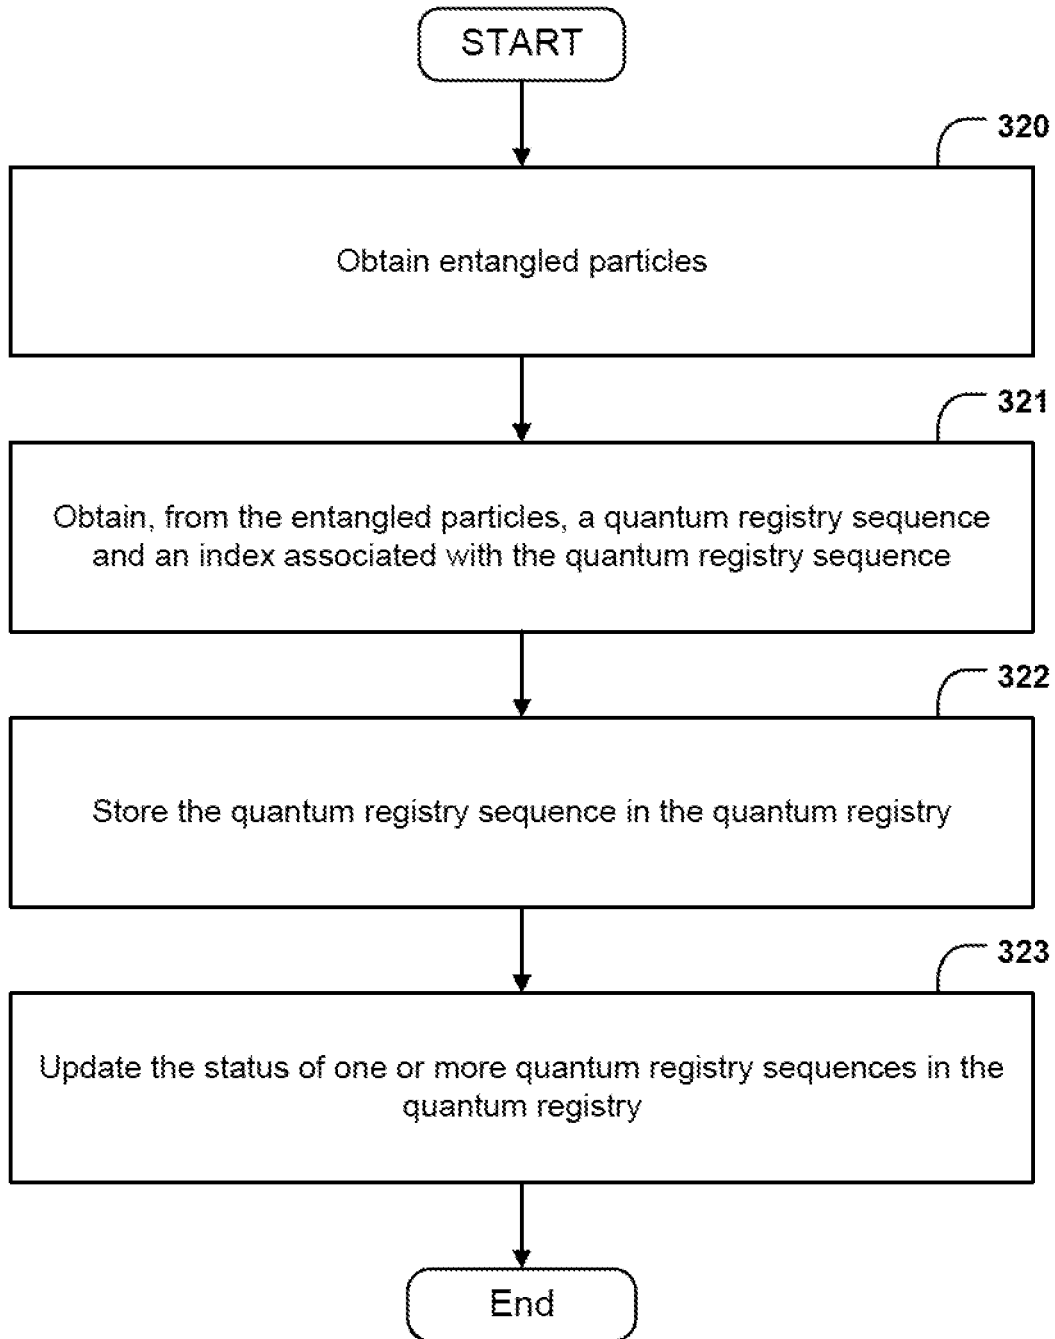 START
320
Obtain entangled particles
321
Obtain, from the entangled particles, a quantum registry sequence
and an index associated with the quantum registry sequence
322
Store the quantum registry sequence in the quantum registry
323
Update the status of one or more quantum registry sequences in the
quantum registry
End